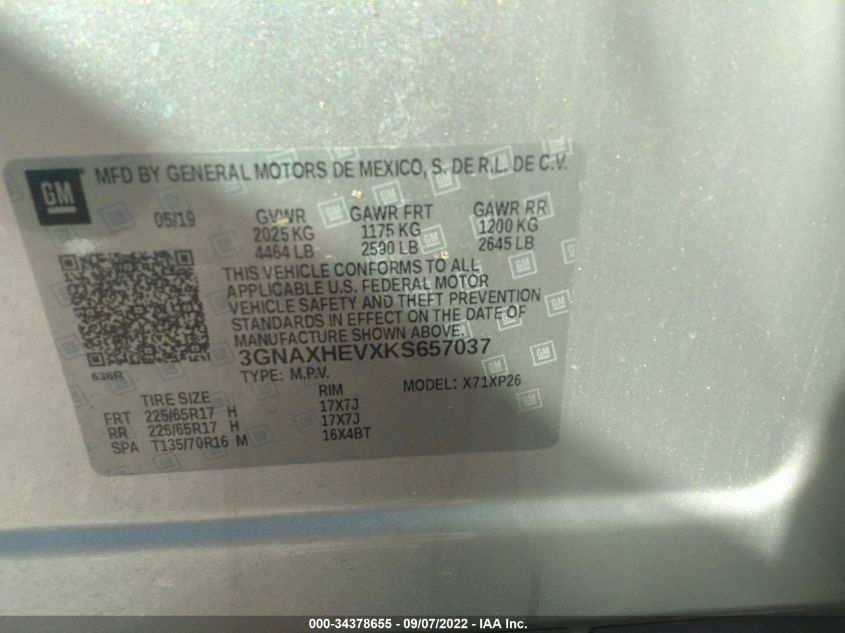 GM
MFD BY GENERAL MOTORS DE MEXICO, S. DE R.L. DE C.V.
05/19 GVWR GAWR FRT GAWR RR
2025 KG 1175 KG 1200 KG
4464 LB 2590 LB 2645 LB
THIS VEHICLE CONFORMS TO ALL
APPLICABLE U.S. FEDERAL MOTOR
VEHICLE SAFETY AND THEFT PREVENTION
STANDARDS IN EFFECT ON THE DATE OF
MANUFACTURE SHOWN ABOVE.
3GNAXHEVXKS657037
636R
TYPE: M.P.V. MODEL: X71XP26
TIRE SIZE RIM
FRT 225/65R17 H 17X7J
RR 225/65R17 H 17X7J
SPA T135/70R16 M 16X4BT
000-34378655 - 09/07/2022 - IAA Inc.